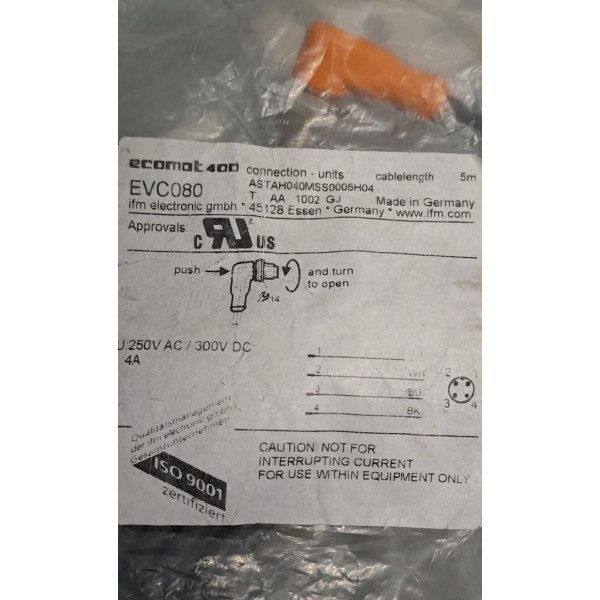 ecomat 400 connection - units cablelength 5m
EVC080 ASTAH040MSS0005H04
T AA 1002 GJ Made in Germany
ifm electronic gmbh * 45128 Essen * Germany * www.ifm.com
Approvals:
C RU US
push and turn
to open
14
U:250V AC / 300V DC
4A
1
2 WH
3 BU
4 BK
2 1
3 4
Qualitätsmanagement
der ifm electronic gmbh
Gesamtunternehmen
ISO 9001
zertifiziert
CAUTION: NOT FOR
INTERRUPTING CURRENT
FOR USE WITHIN EQUIPMENT ONLY